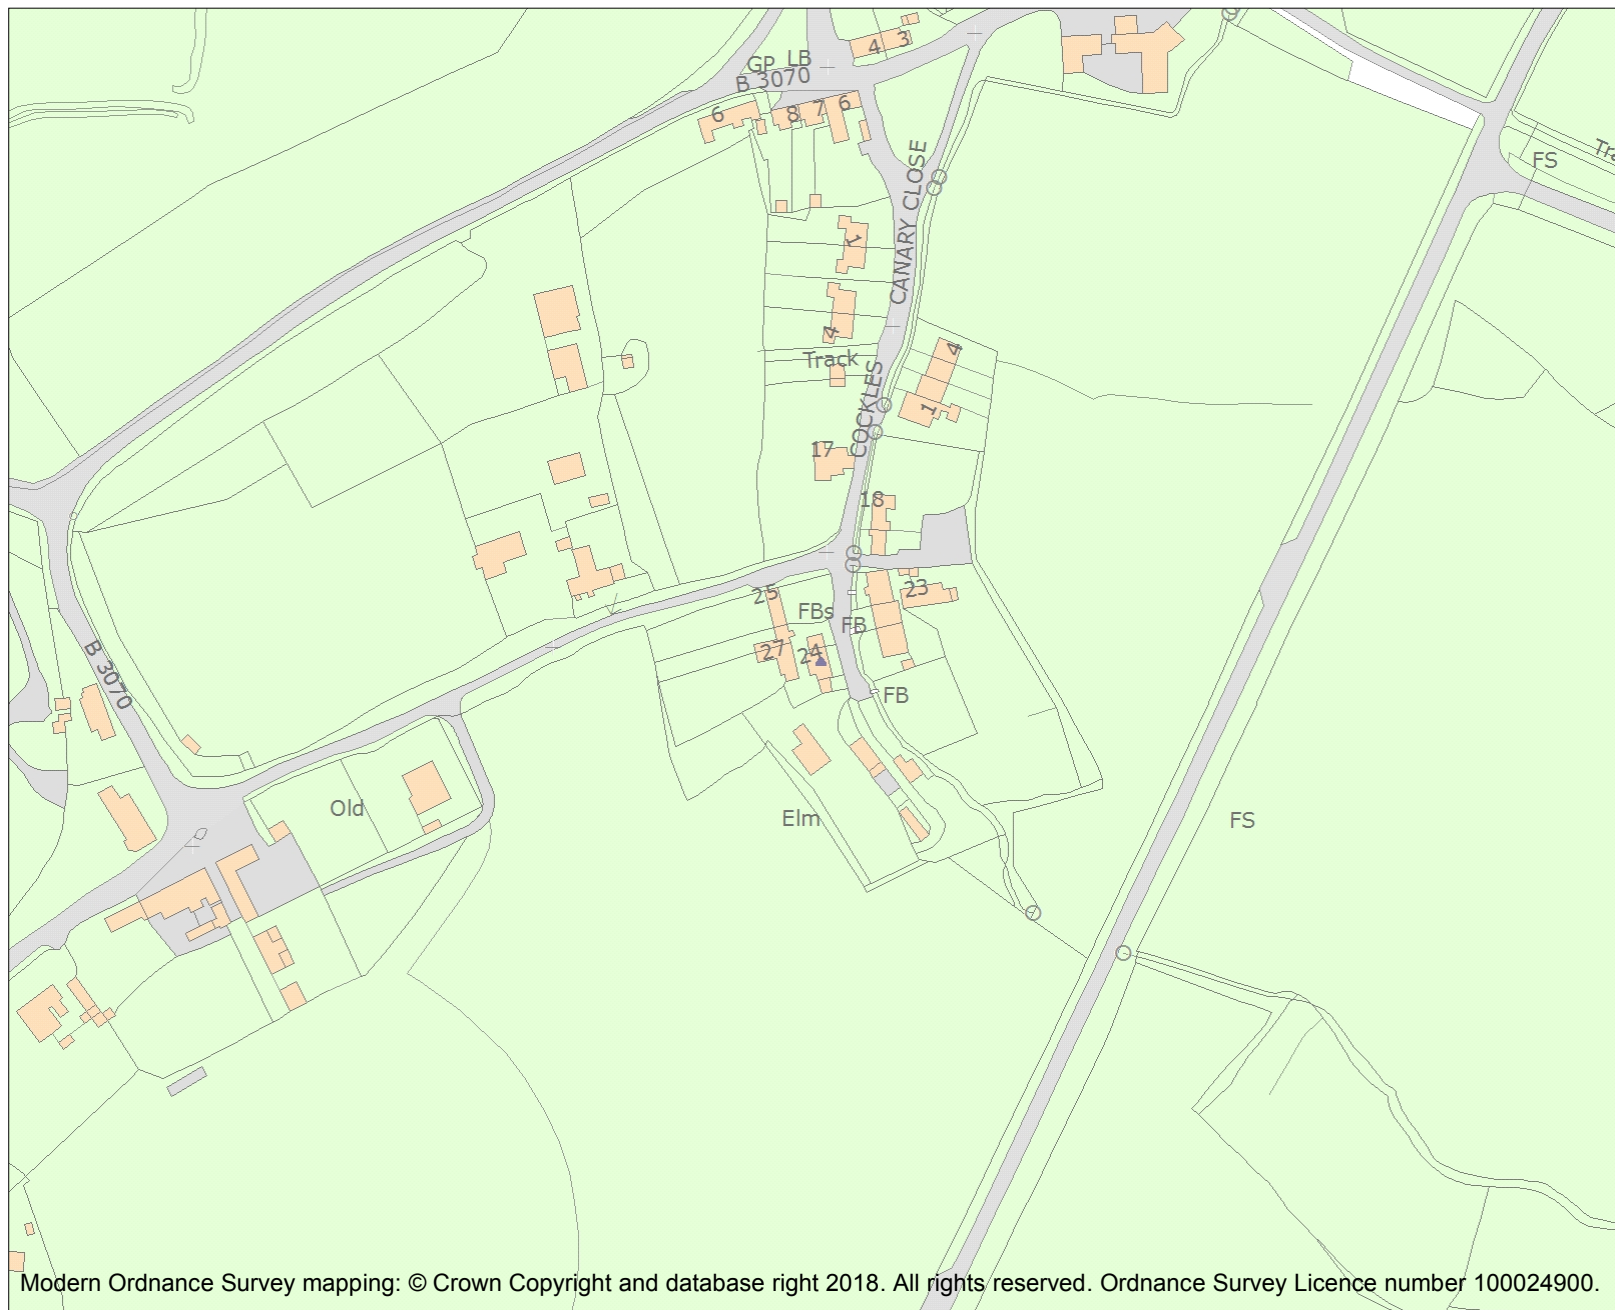 4 3
GP LB
B 3070
6
8 7 6
FS
CANARY CLOSE
1
4
Track
4
1
COCKLES
17
18
23
25
FBs
FB
27
24
B 3070
FB
Old
Elm
FS
Modern Ordnance Survey mapping: © Crown Copyright and database right 2018. All rights reserved. Ordnance Survey Licence number 100024900.